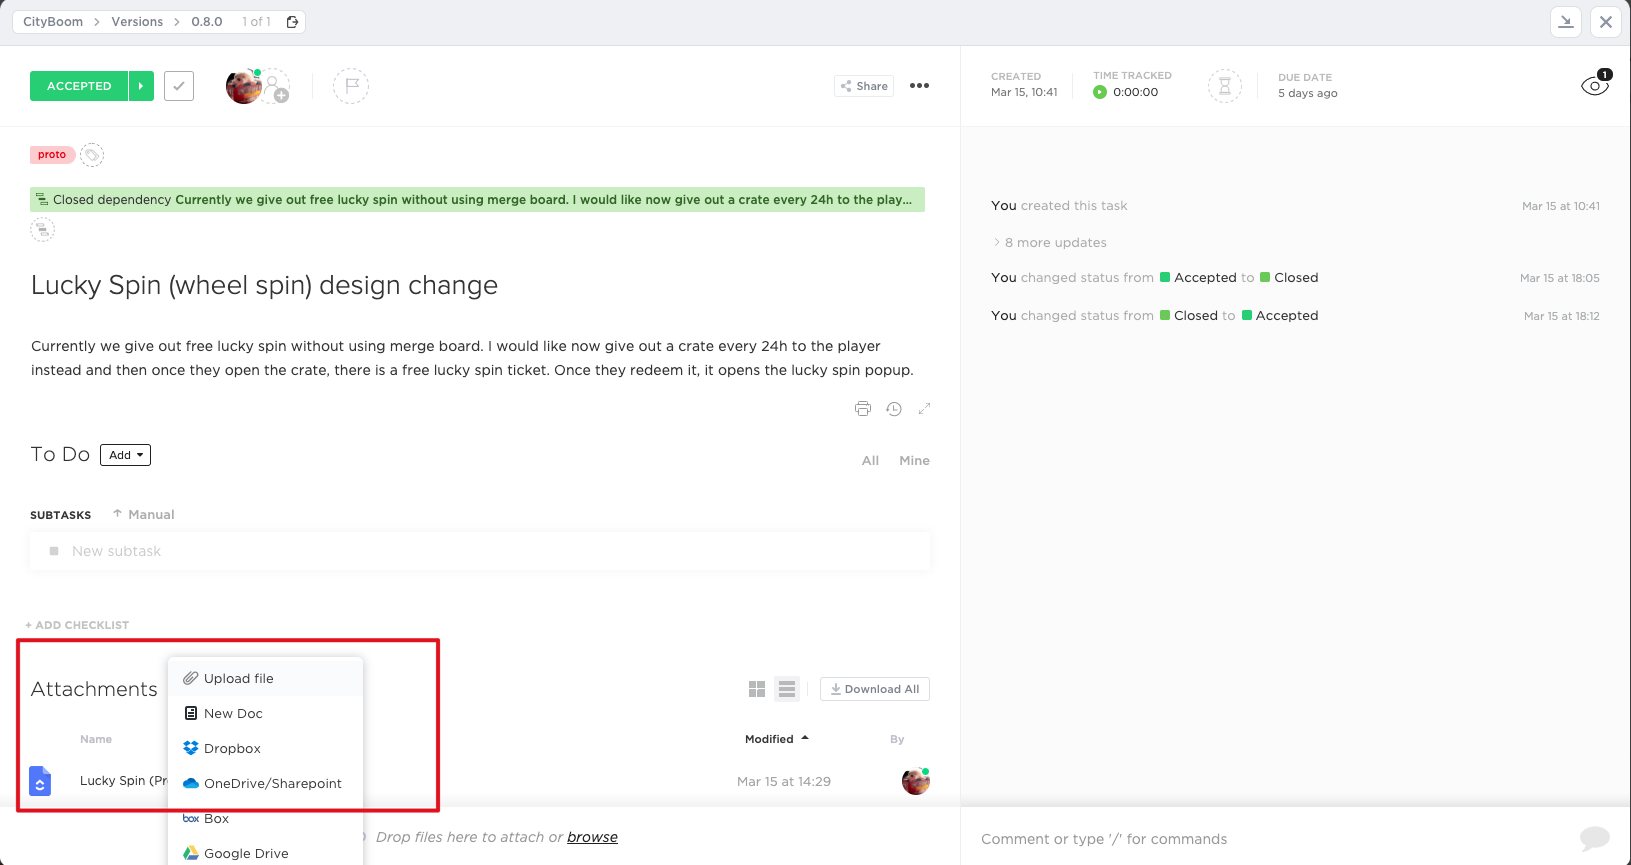 CityBoom > Versions > 0.8.0 1 of 1
ACCEPTED
Share
CREATED
Mar 15, 10:41
TIME TRACKED
0:00:00
DUE DATE
5 days ago
1
proto
Closed dependency Currently we give out free lucky spin without using merge board. I would like now give out a crate every 24h to the play...
Lucky Spin (wheel spin) design change
Currently we give out free lucky spin without using merge board. I would like now give out a crate every 24h to the player
instead and then once they open the crate, there is a free lucky spin ticket. Once they redeem it, it opens the lucky spin popup.
To Do Add
All Mine
SUBTASKS Manual
New subtask
+ ADD CHECKLIST
Attachments
Download All
Name Modified By
Lucky Spin (Pr
Mar 15 at 14:29
Upload file
New Doc
Dropbox
OneDrive/Sharepoint
box Box
Google Drive
Drop files here to attach or browse
You created this task Mar 15 at 10:41
> 8 more updates
You changed status from Accepted to Closed Mar 15 at 18:05
You changed status from Closed to Accepted Mar 15 at 18:12
Comment or type '/' for commands